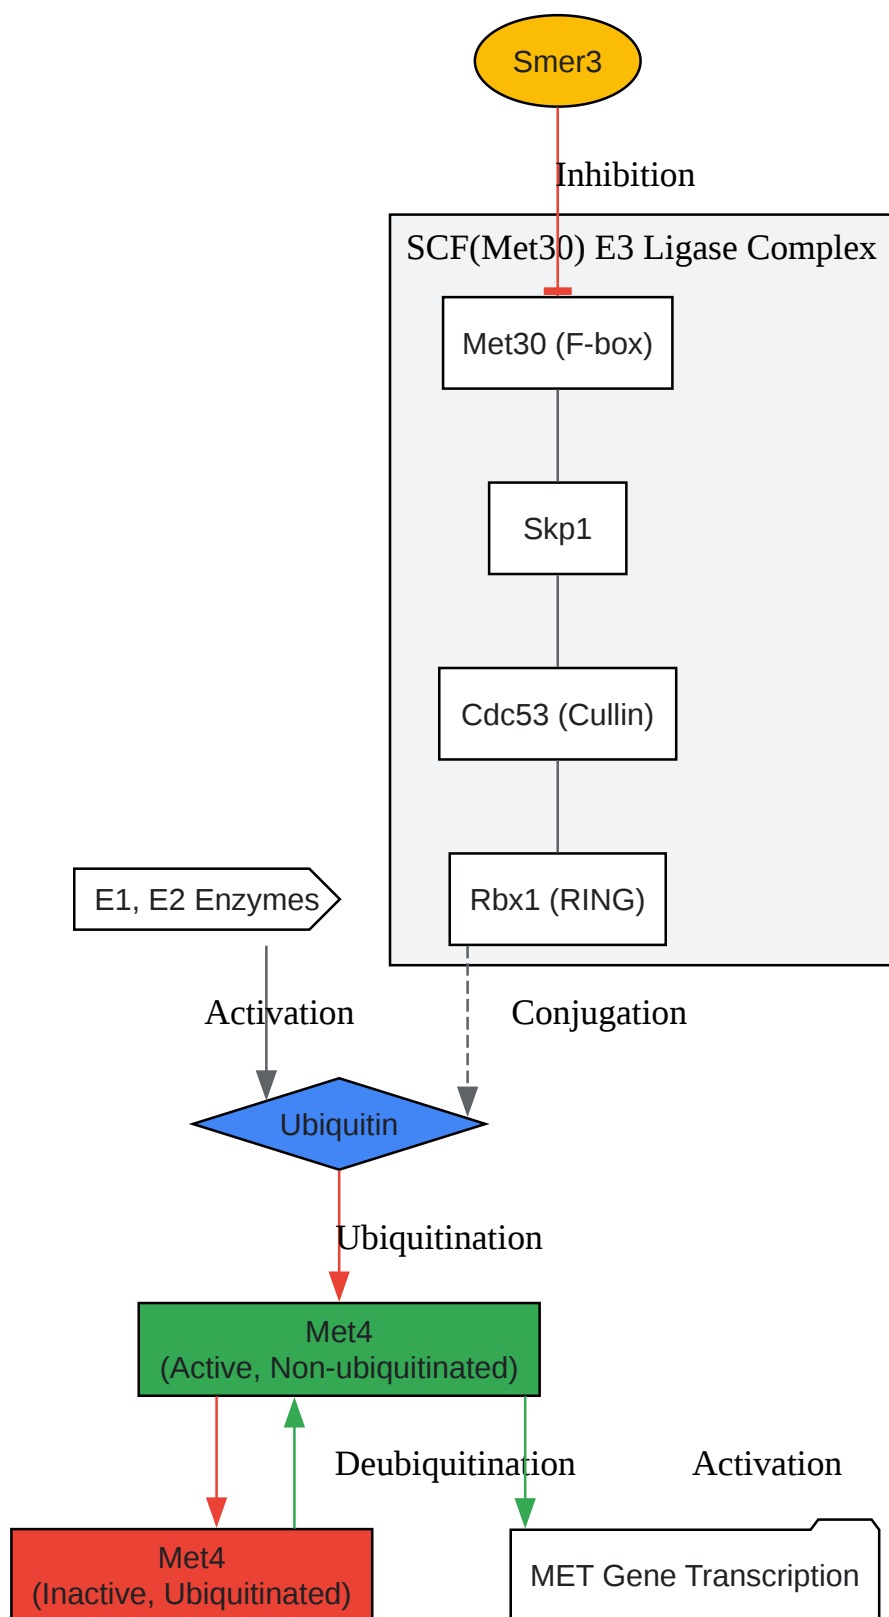 Smer3
Inhibition
SCF(Met30) E3 Ligase Complex
Met30 (F-box)
Skp1
Cdc53 (Cullin)
E1, E2 Enzymes
Rbx1 (RING)
Activation
Conjugation
Ubiquitin
Ubiquitination
Met4
(Active, Non-ubiquitinated)
Deubiquitination
Activation
Met4
(Inactive, Ubiquitinated)
MET Gene Transcription